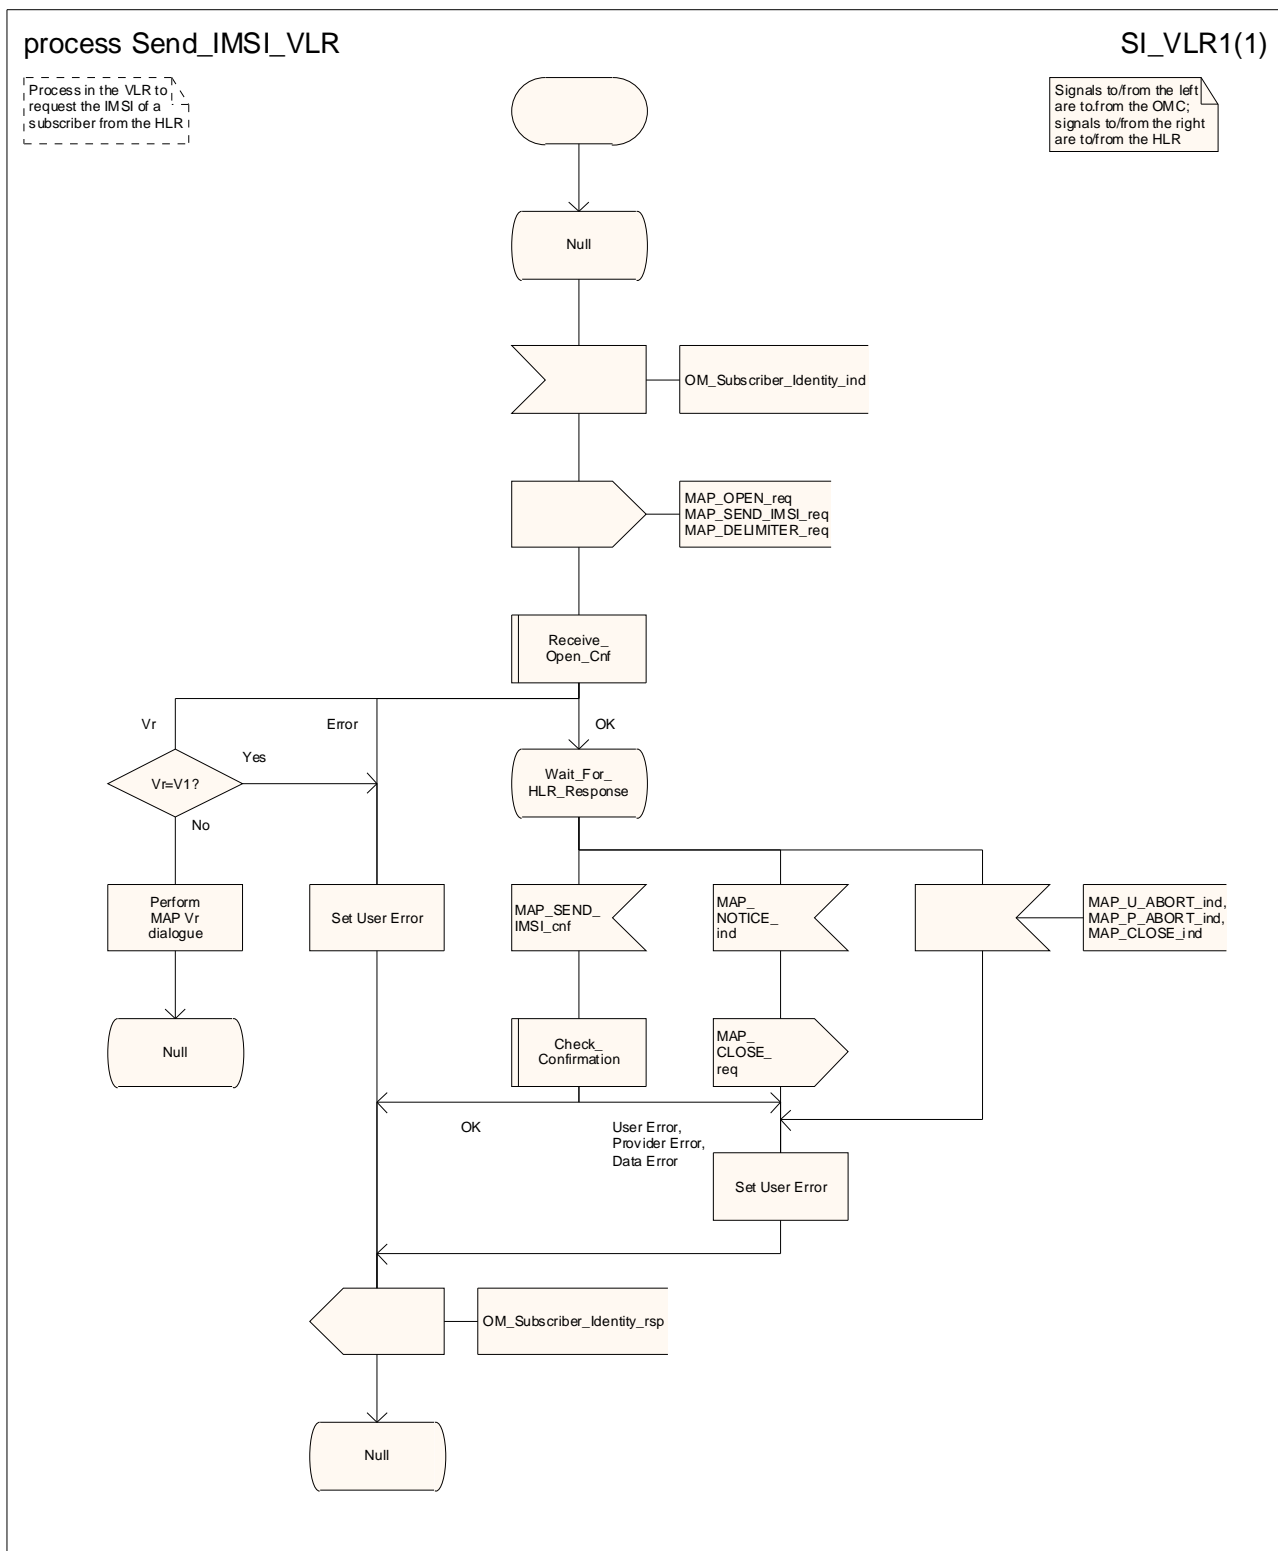 process Send_IMSI_VLR
SI_VLR1(1)
Process in the VLR to
request the IMSI of a
subscriber from the HLR
Signals to/from the left
are to.from the OMC;
signals to/from the right
are to/from the HLR
Null
OM_Subscriber_Identity_ind
MAP_OPEN_req
MAP_SEND_IMSI_req
MAP_DELIMITER_req
Receive_
Open_Cnf
Vr
Error
OK
Yes
Vr=V1?
Wait_For_
HLR_Response
No
Perform
MAP Vr
dialogue
Set User Error
MAP_SEND_
IMSI_cnf
MAP_
NOTICE_
ind
MAP_U_ABORT_ind,
MAP_P_ABORT_ind,
MAP_CLOSE_ind
Null
Check_
Confirmation
MAP_
CLOSE_
req
OK
User Error,
Provider Error,
Data Error
Set User Error
OM_Subscriber_Identity_rsp
Null